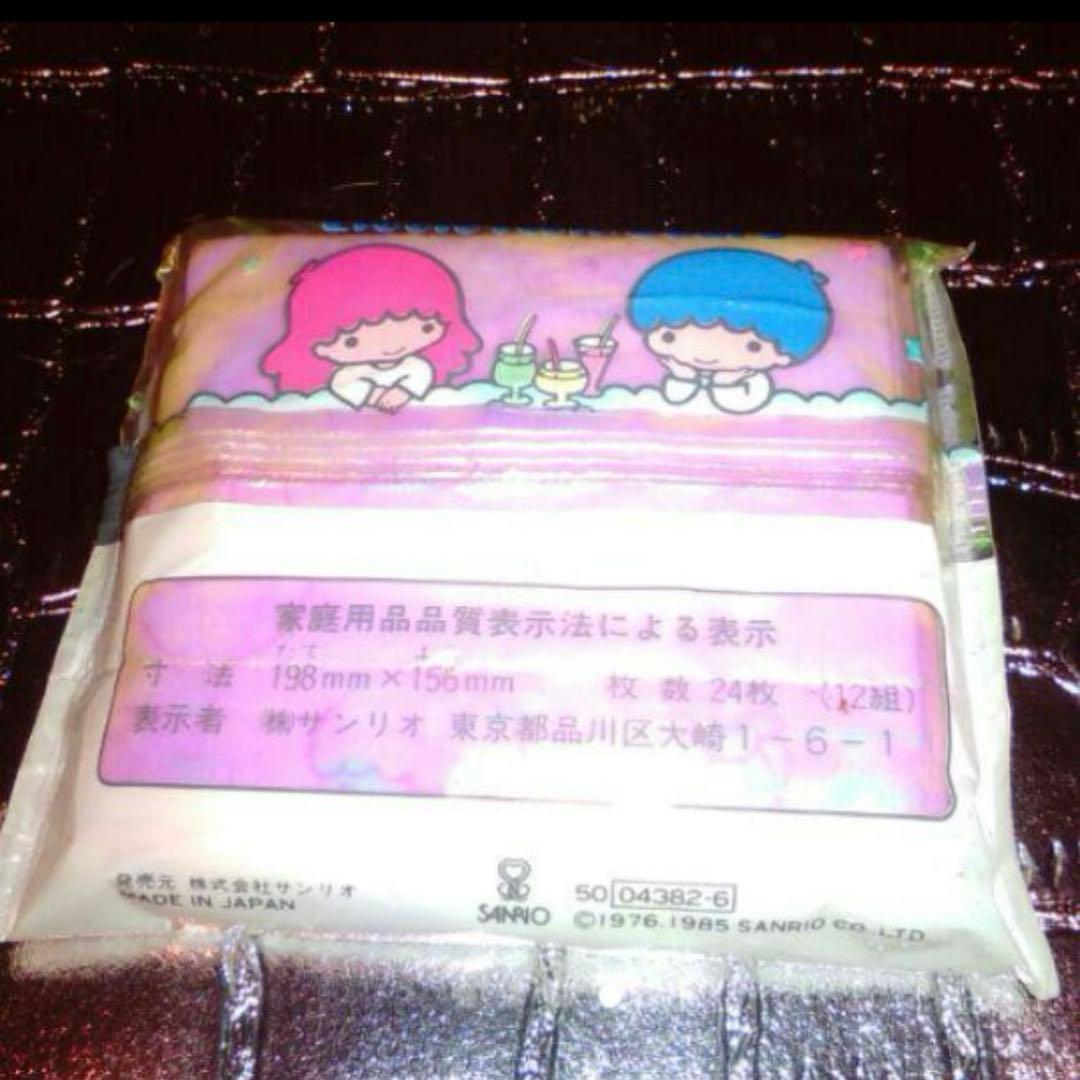 家庭用品品質表示法による表示
たて よこ
寸法 198mm×156mm 枚数 24枚 (12組)
表示者 ㈱サンリオ 東京都品川区大崎1-6-1
発売元 株式会社サンリオ
MADE IN JAPAN
SANRIO
50 04382-6
©1976.1985 SANRIO CO. LTD.